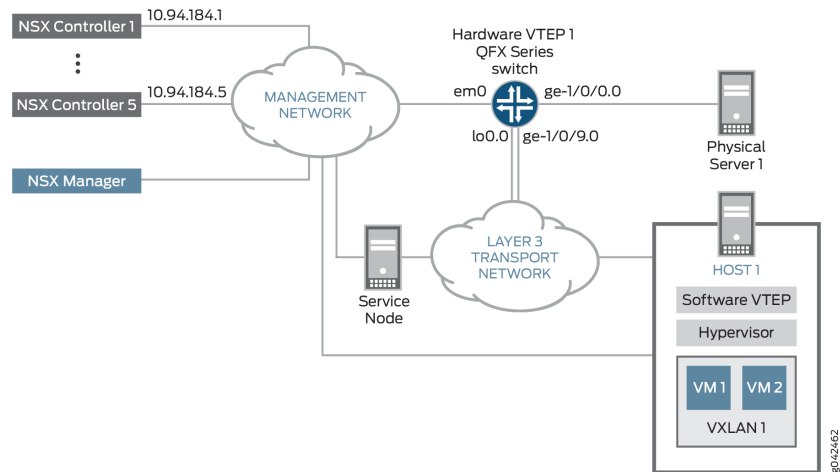 NSX Controller 1
10.94.184.1
NSX Controller 5
10.94.184.5
NSX Manager
MANAGEMENT
NETWORK
Hardware VTEP 1
QFX Series
switch
em0
ge-1/0/0.0
lo0.0
ge-1/0/9.0
Physical
Server 1
LAYER 3
TRANSPORT
NETWORK
Service
Node
HOST 1
Software VTEP
Hypervisor
VM 1
VM 2
VXLAN 1
g042462